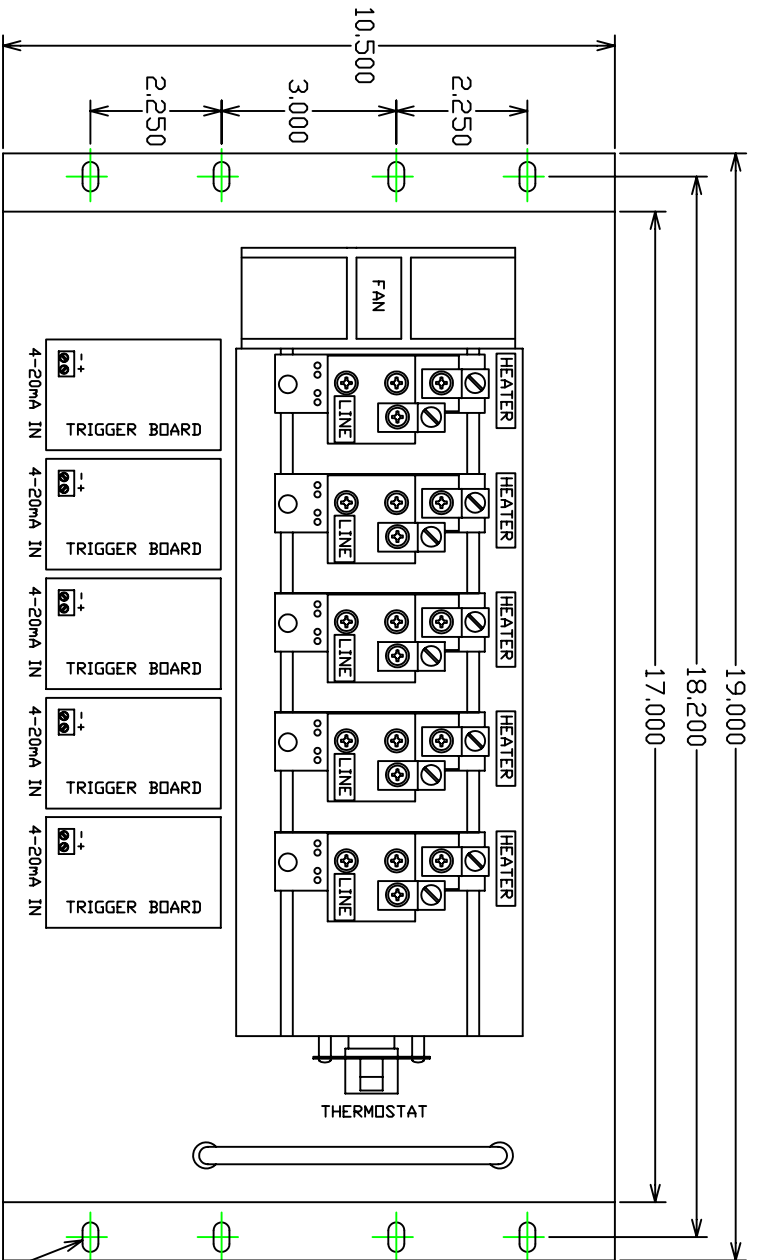 19.000
18.200
17.000
10.500
2.250
3.000
2.250
FAN
HEATER
HEATER
HEATER
HEATER
HEATER
LINE
LINE
LINE
LINE
LINE
THERMOSTAT
- +
TRIGGER BOARD
4-20mA IN
- +
TRIGGER BOARD
4-20mA IN
- +
TRIGGER BOARD
4-20mA IN
- +
TRIGGER BOARD
4-20mA IN
- +
TRIGGER BOARD
4-20mA IN